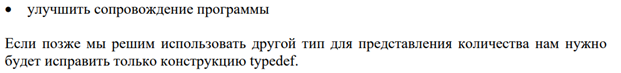 • улучшить сопровождение программы
Если позже мы решим использовать другой тип для представления количества нам нужно
будет исправить только конструкцию typedef.